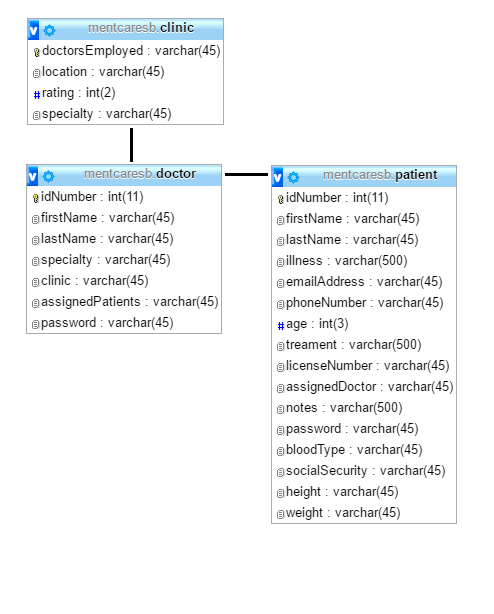 v mentcaresb.clinic
doctorsEmployed : varchar(45)
location : varchar(45)
# rating : int(2)
specialty : varchar(45)
v mentcaresb.doctor
idNumber : int(11)
firstName : varchar(45)
lastName : varchar(45)
specialty : varchar(45)
clinic : varchar(45)
assignedPatients : varchar(45)
password : varchar(45)
v mentcaresb.patient
idNumber : int(11)
firstName : varchar(45)
lastName : varchar(45)
illness : varchar(500)
emailAddress : varchar(45)
phoneNumber : varchar(45)
# age : int(3)
treament : varchar(500)
licenseNumber : varchar(45)
assignedDoctor : varchar(45)
notes : varchar(500)
password : varchar(45)
bloodType : varchar(45)
socialSecurity : varchar(45)
height : varchar(45)
weight : varchar(45)